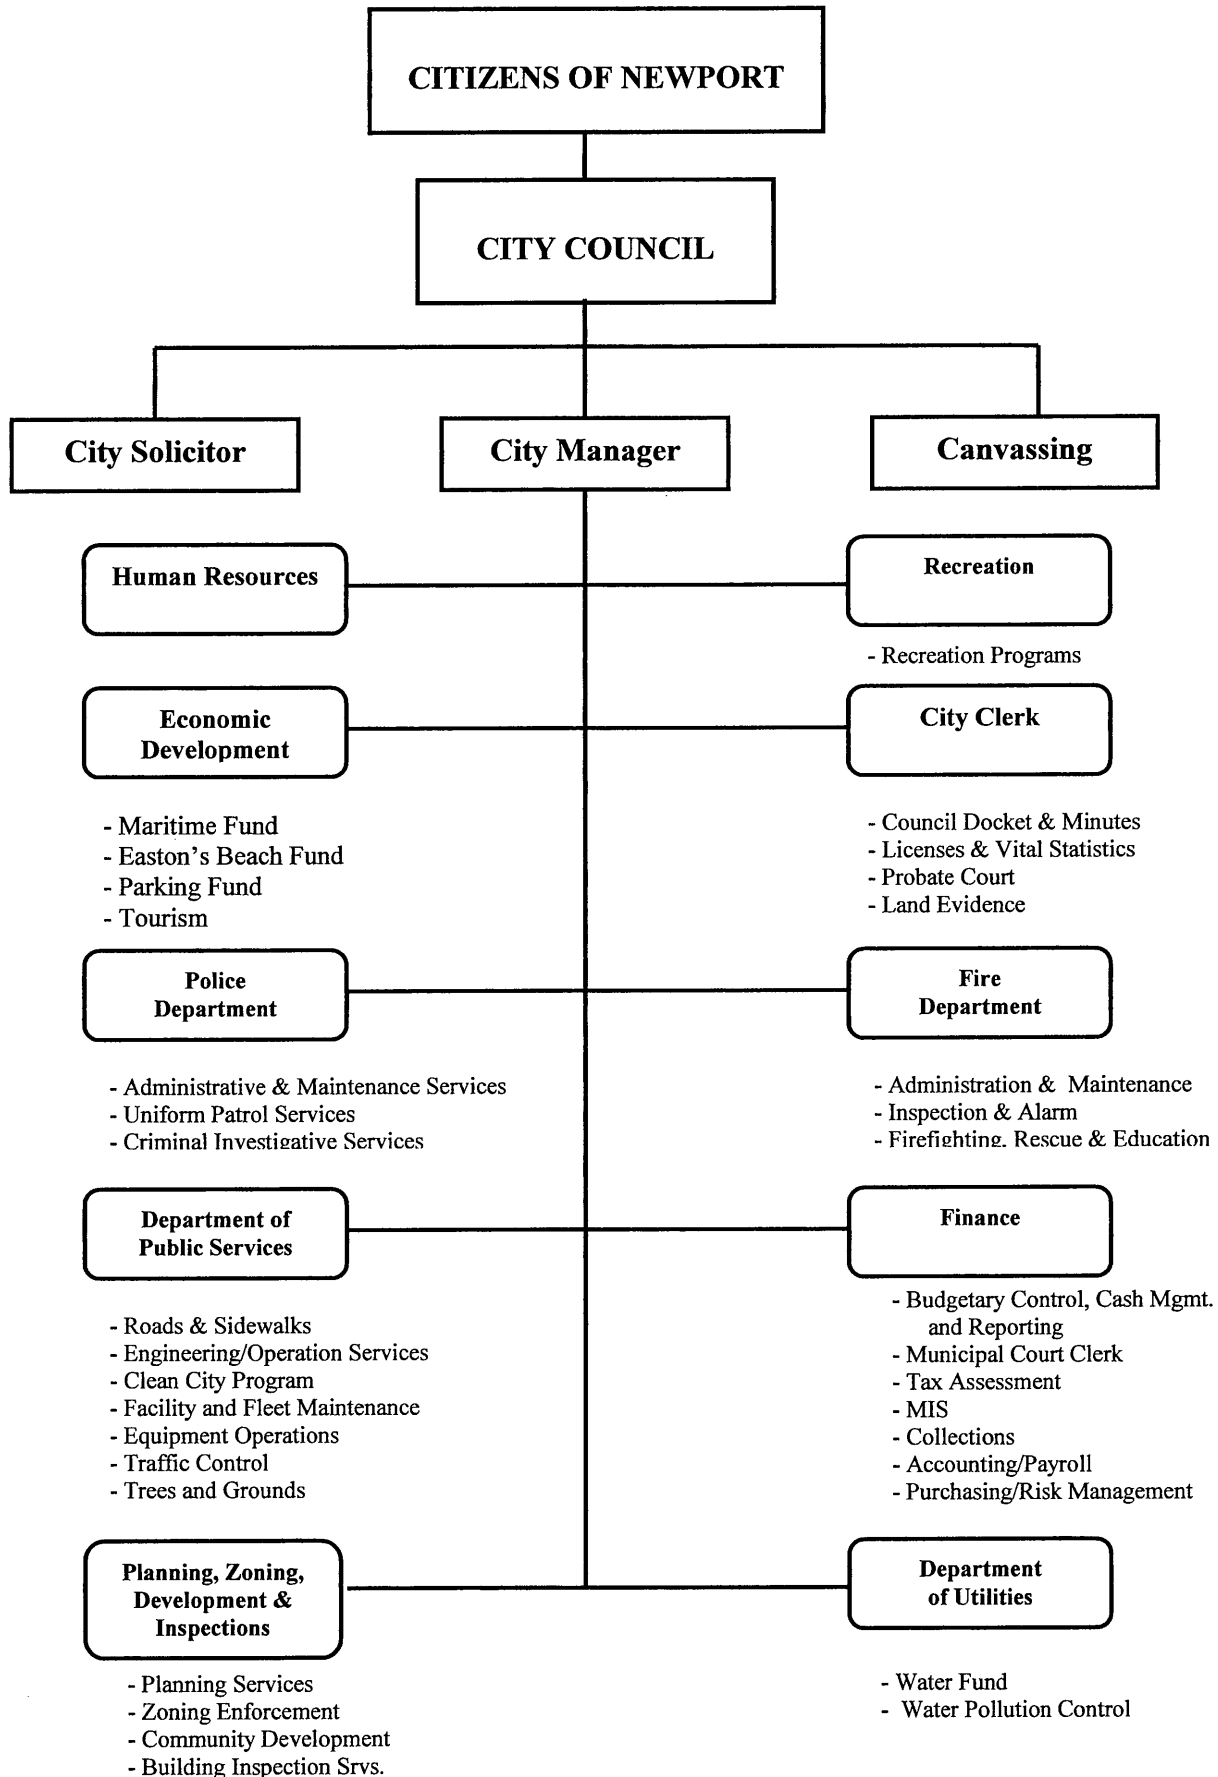 CITIZENS OF NEWPORT
CITY COUNCIL
City Solicitor
City Manager
Canvassing
Human Resources
Recreation
- Recreation Programs
Economic
Development
City Clerk
- Maritime Fund
- Easton's Beach Fund
- Parking Fund
- Tourism
- Council Docket & Minutes
- Licenses & Vital Statistics
- Probate Court
- Land Evidence
Police
Department
Fire
Department
- Administrative & Maintenance Services
- Uniform Patrol Services
- Criminal Investigative Services
- Administration & Maintenance
- Inspection & Alarm
- Firefighting, Rescue & Education
Department of
Public Services
Finance
- Roads & Sidewalks
- Engineering/Operation Services
- Clean City Program
- Facility and Fleet Maintenance
- Equipment Operations
- Traffic Control
- Trees and Grounds
- Budgetary Control, Cash Mgmt.
and Reporting
- Municipal Court Clerk
- Tax Assessment
- MIS
- Collections
- Accounting/Payroll
- Purchasing/Risk Management
Planning, Zoning,
Development &
Inspections
Department
of Utilities
- Planning Services
- Zoning Enforcement
- Community Development
- Building Inspection Srvs.
- Water Fund
- Water Pollution Control